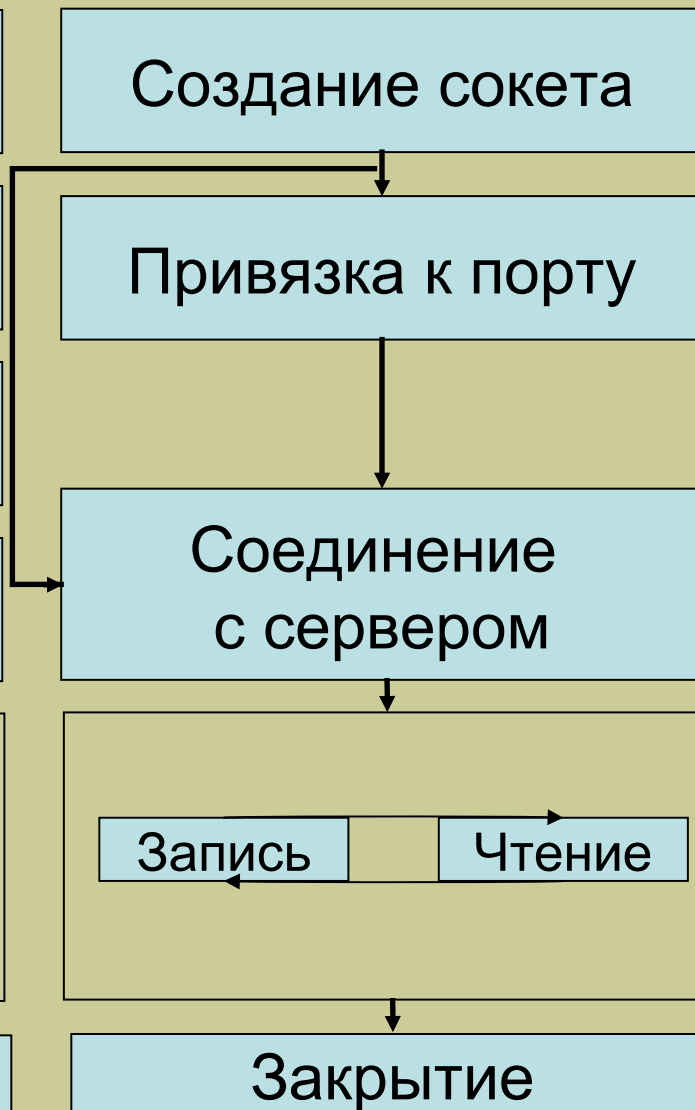 Создание сокета
Привязка к порту
Соединение
с сервером
Запись Чтение
Закрытие